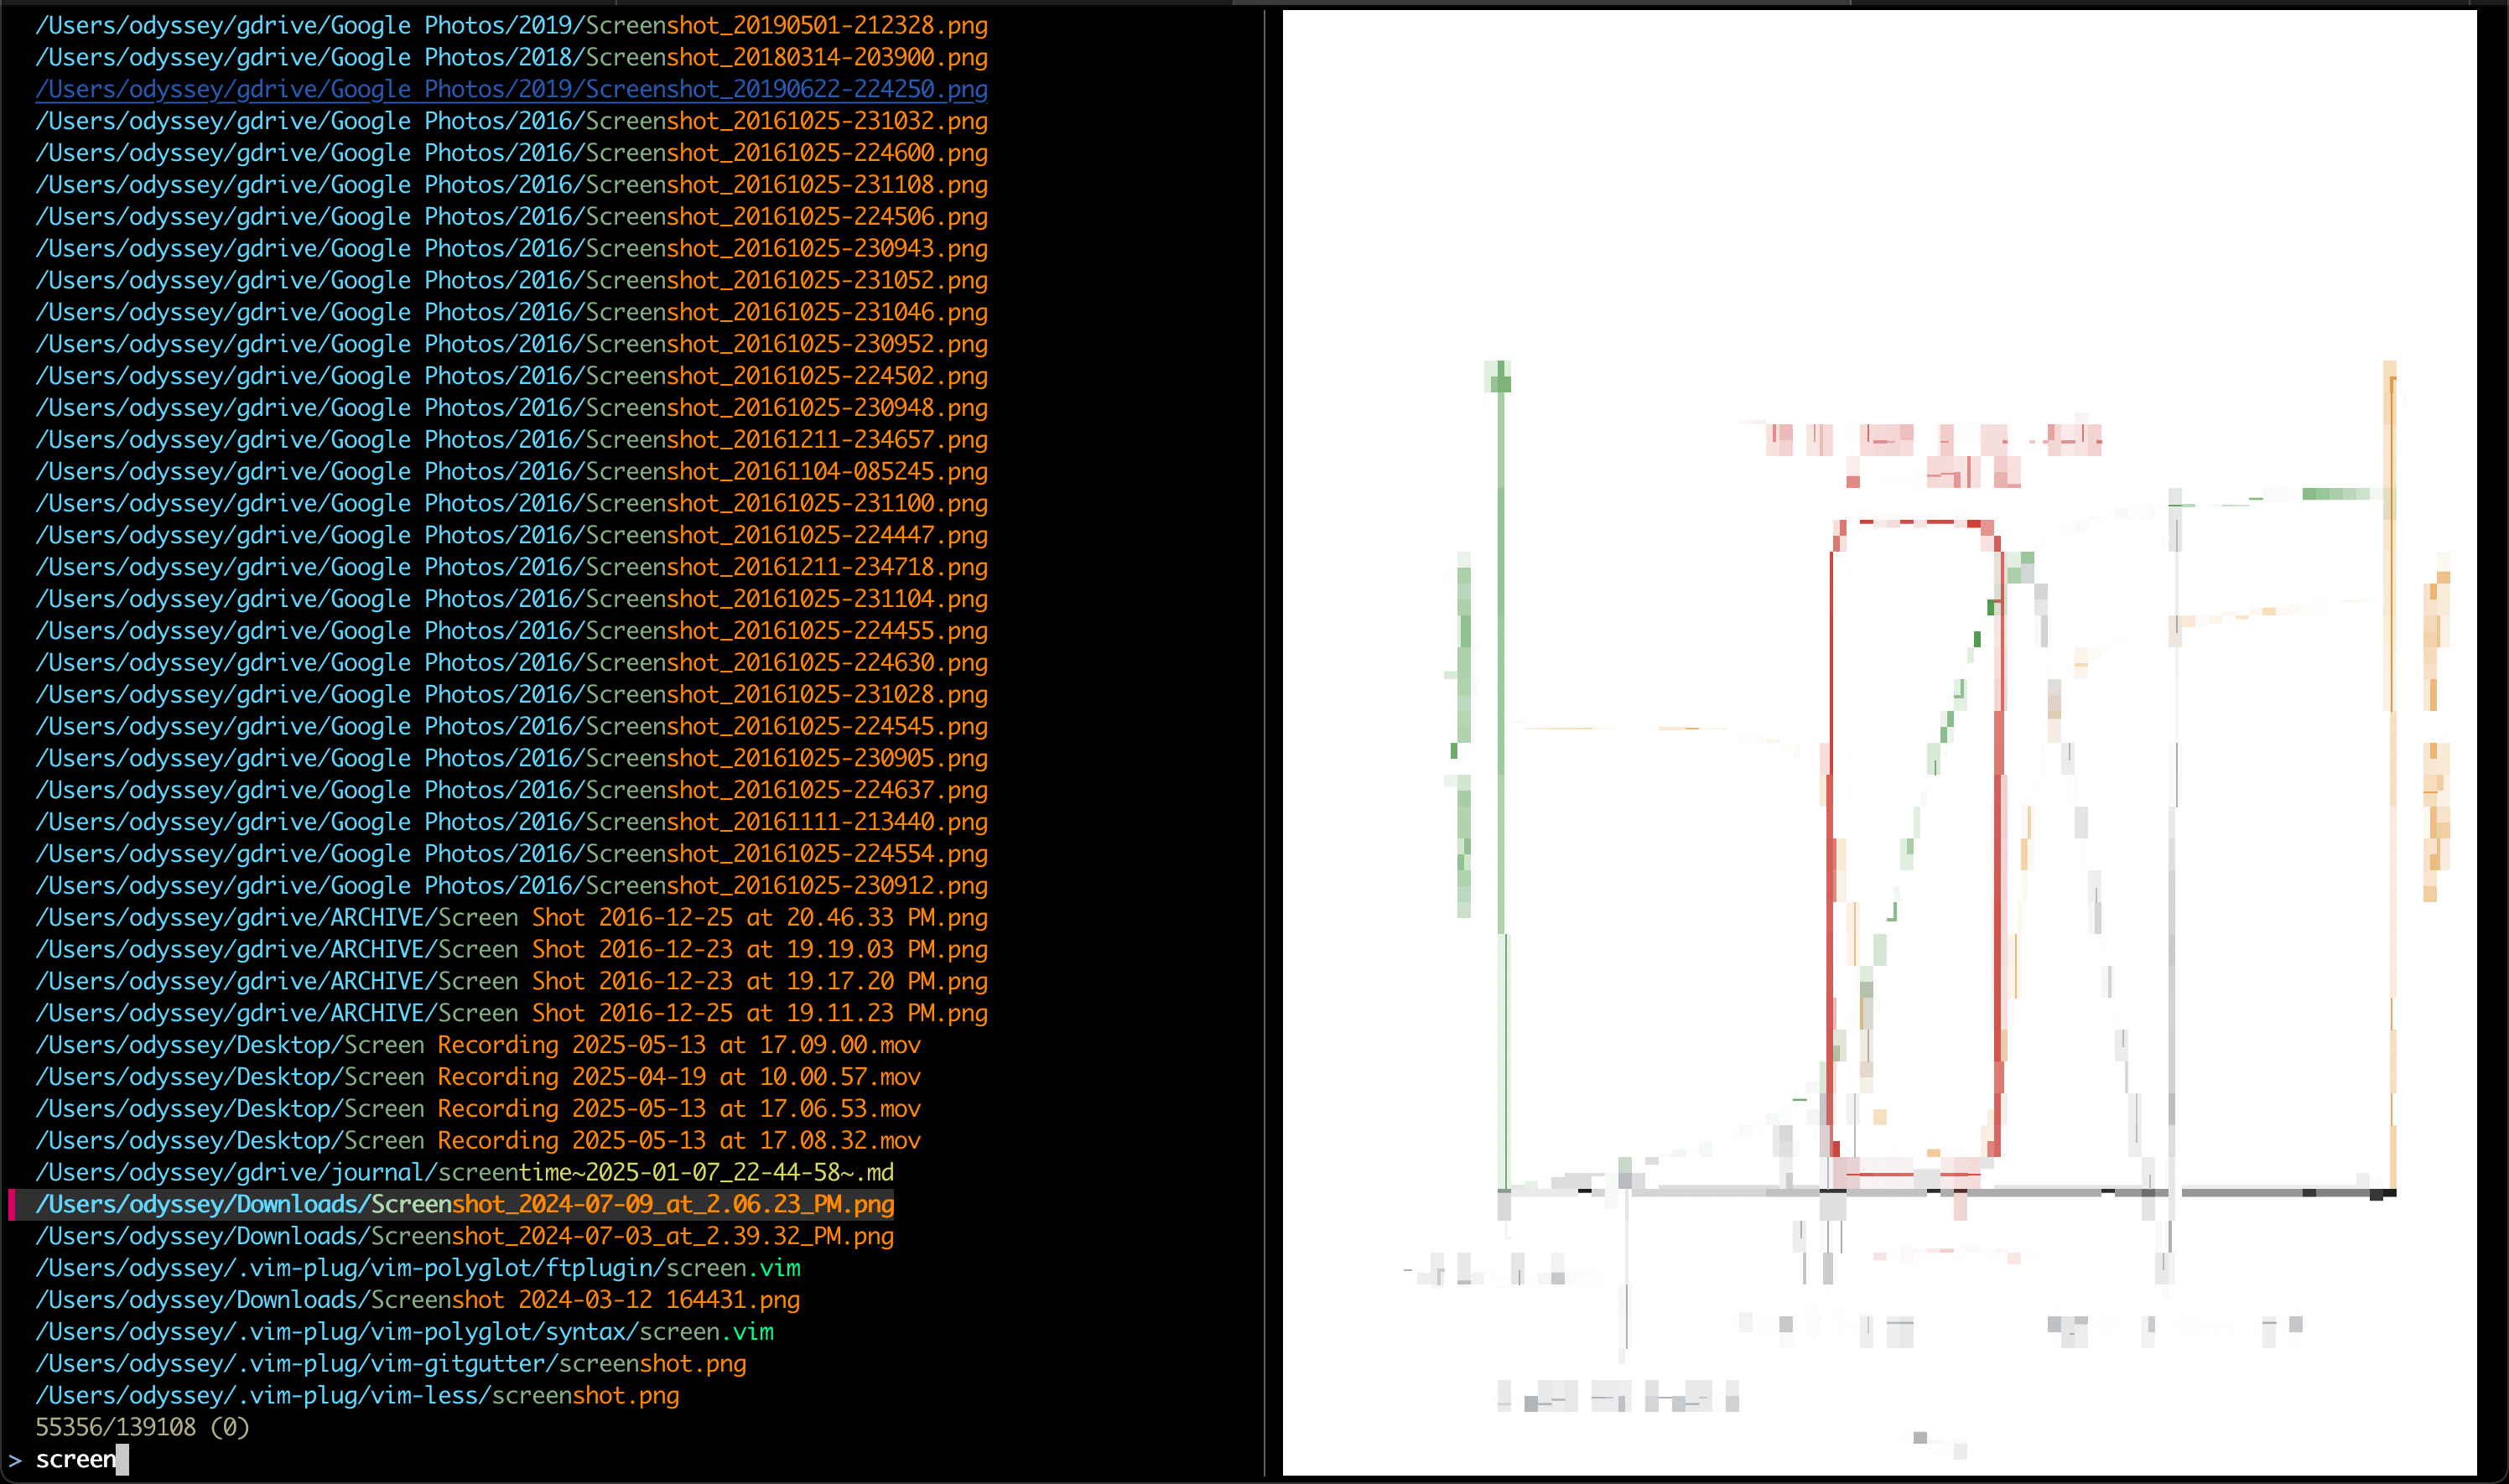 /Users/odyssey/gdrive/Google Photos/2019/Screenshot_20190501-212328.png
/Users/odyssey/gdrive/Google Photos/2018/Screenshot_20180314-203900.png
/Users/odyssey/gdrive/Google Photos/2019/Screenshot_20190622-224250.png
/Users/odyssey/gdrive/Google Photos/2016/Screenshot_20161025-231032.png
/Users/odyssey/gdrive/Google Photos/2016/Screenshot_20161025-224600.png
/Users/odyssey/gdrive/Google Photos/2016/Screenshot_20161025-231108.png
/Users/odyssey/gdrive/Google Photos/2016/Screenshot_20161025-224506.png
/Users/odyssey/gdrive/Google Photos/2016/Screenshot_20161025-230943.png
/Users/odyssey/gdrive/Google Photos/2016/Screenshot_20161025-231052.png
/Users/odyssey/gdrive/Google Photos/2016/Screenshot_20161025-231046.png
/Users/odyssey/gdrive/Google Photos/2016/Screenshot_20161025-230952.png
/Users/odyssey/gdrive/Google Photos/2016/Screenshot_20161025-224502.png
/Users/odyssey/gdrive/Google Photos/2016/Screenshot_20161025-230948.png
/Users/odyssey/gdrive/Google Photos/2016/Screenshot_20161211-234657.png
/Users/odyssey/gdrive/Google Photos/2016/Screenshot_20161104-085245.png
/Users/odyssey/gdrive/Google Photos/2016/Screenshot_20161025-231100.png
/Users/odyssey/gdrive/Google Photos/2016/Screenshot_20161025-224447.png
/Users/odyssey/gdrive/Google Photos/2016/Screenshot_20161211-234718.png
/Users/odyssey/gdrive/Google Photos/2016/Screenshot_20161025-231104.png
/Users/odyssey/gdrive/Google Photos/2016/Screenshot_20161025-224455.png
/Users/odyssey/gdrive/Google Photos/2016/Screenshot_20161025-224630.png
/Users/odyssey/gdrive/Google Photos/2016/Screenshot_20161025-231028.png
/Users/odyssey/gdrive/Google Photos/2016/Screenshot_20161025-224545.png
/Users/odyssey/gdrive/Google Photos/2016/Screenshot_20161025-230905.png
/Users/odyssey/gdrive/Google Photos/2016/Screenshot_20161025-224637.png
/Users/odyssey/gdrive/Google Photos/2016/Screenshot_20161111-213440.png
/Users/odyssey/gdrive/Google Photos/2016/Screenshot_20161025-224554.png
/Users/odyssey/gdrive/Google Photos/2016/Screenshot_20161025-230912.png
/Users/odyssey/gdrive/ARCHIVE/Screen Shot 2016-12-25 at 20.46.33 PM.png
/Users/odyssey/gdrive/ARCHIVE/Screen Shot 2016-12-23 at 19.19.03 PM.png
/Users/odyssey/gdrive/ARCHIVE/Screen Shot 2016-12-23 at 19.17.20 PM.png
/Users/odyssey/gdrive/ARCHIVE/Screen Shot 2016-12-25 at 19.11.23 PM.png
/Users/odyssey/Desktop/Screen Recording 2025-05-13 at 17.09.00.mov
/Users/odyssey/Desktop/Screen Recording 2025-04-19 at 10.00.57.mov
/Users/odyssey/Desktop/Screen Recording 2025-05-13 at 17.06.53.mov
/Users/odyssey/Desktop/Screen Recording 2025-05-13 at 17.08.32.mov
/Users/odyssey/gdrive/journal/screentime~2025-01-07_22-44-58~.md
/Users/odyssey/Downloads/Screenshot_2024-07-09_at_2.06.23_PM.png
/Users/odyssey/Downloads/Screenshot_2024-07-03_at_2.39.32_PM.png
/Users/odyssey/.vim-plug/vim-polyglot/ftplugin/screen.vim
/Users/odyssey/Downloads/Screenshot 2024-03-12 164431.png
/Users/odyssey/.vim-plug/vim-polyglot/syntax/screen.vim
/Users/odyssey/.vim-plug/vim-gitgutter/screenshot.png
/Users/odyssey/.vim-plug/vim-less/screenshot.png
55356/139108 (0)
> screen